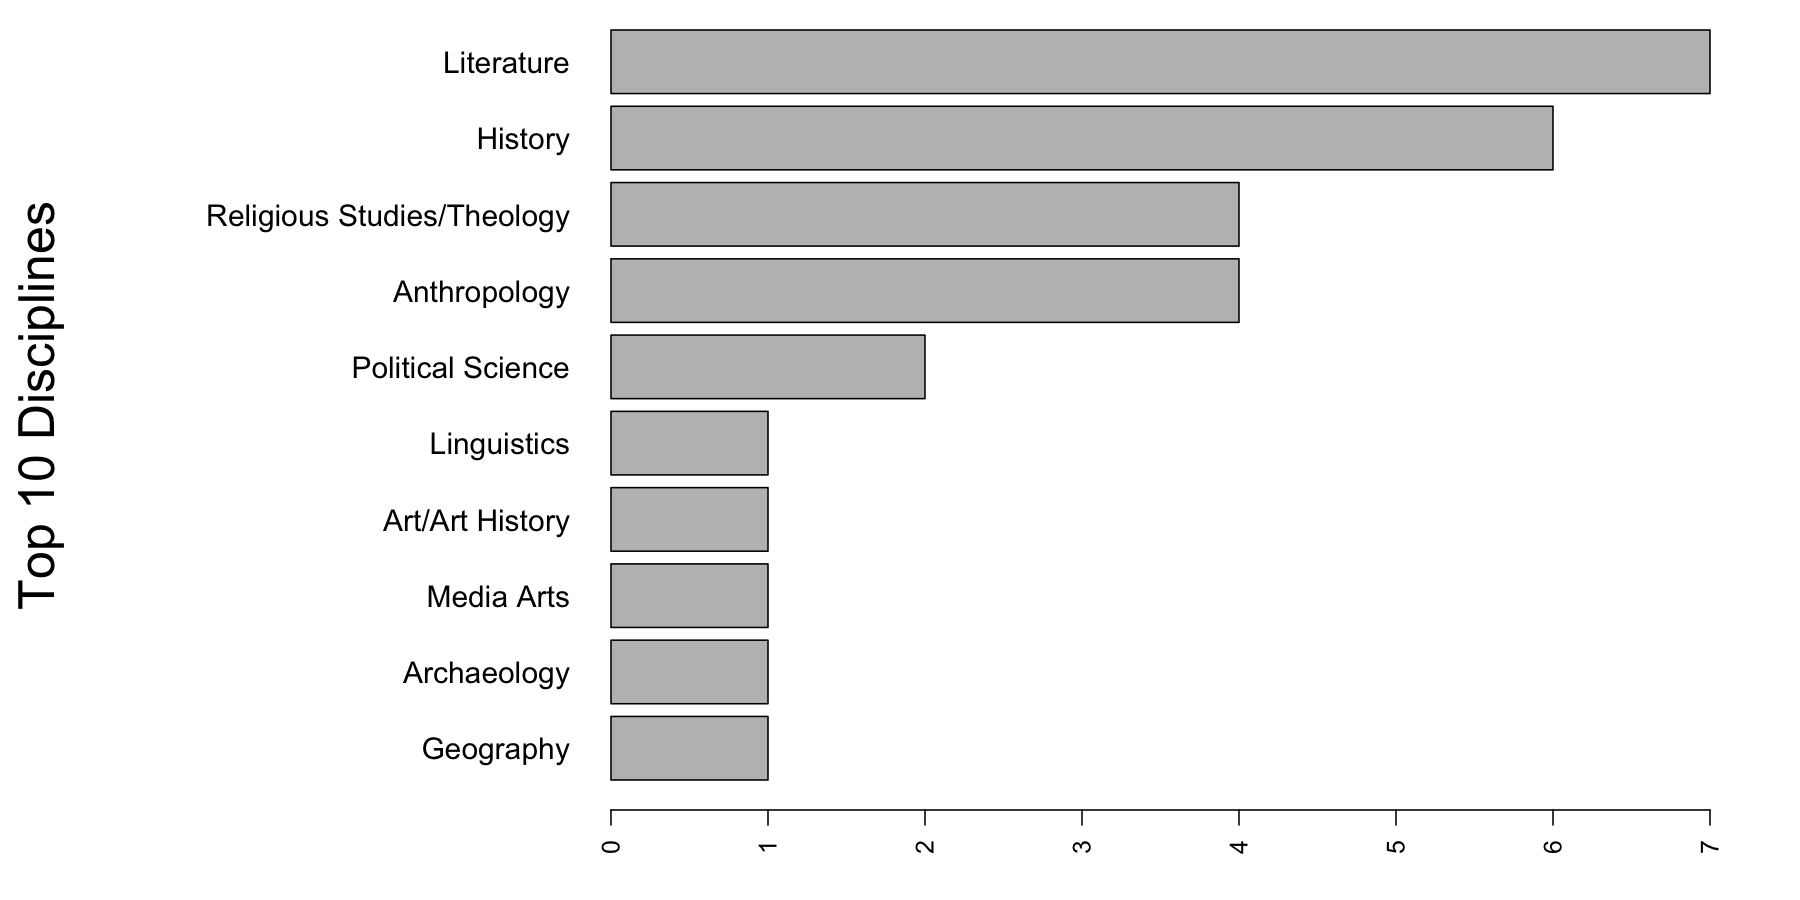 Top 10 Disciplines
Literature
History
Religious Studies/Theology
Anthropology
Political Science
Linguistics
Art/Art History
Media Arts
Archaeology
Geography
0 1 2 3 4 5 6 7